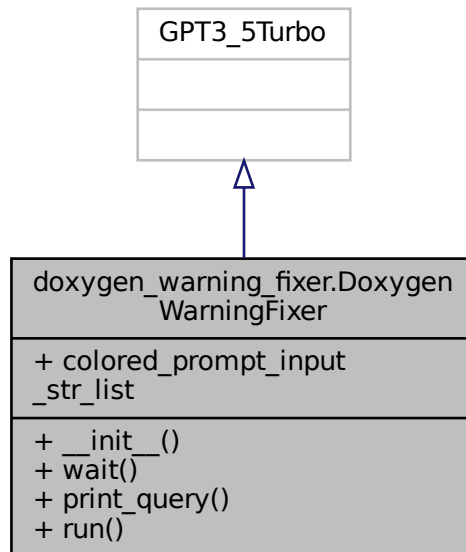 GPT3_5Turbo
doxygen_warning_fixer.Doxygen
WarningFixer
+ colored_prompt_input
_str_list
+ __init__()
+ wait()
+ print_query()
+ run()